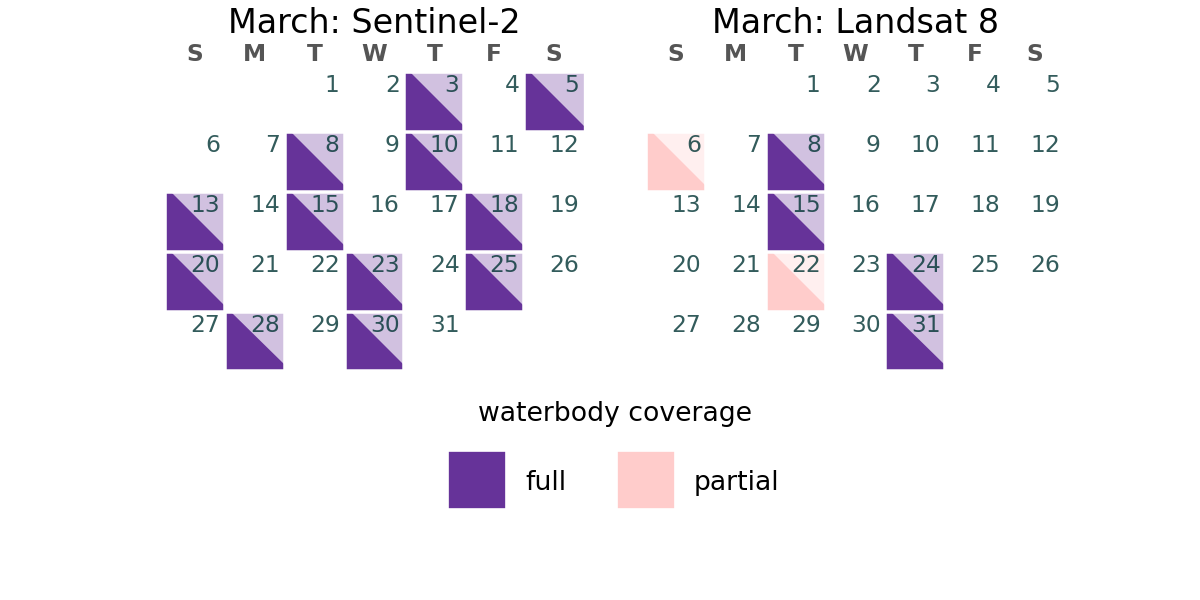 March: Sentinel-2
S M T W T F S
1 2 3 4 5
6 7 8 9 10 11 12
13 14 15 16 17 18 19
20 21 22 23 24 25 26
27 28 29 30 31
March: Landsat 8
S M T W T F S
1 2 3 4 5
6 7 8 9 10 11 12
13 14 15 16 17 18 19
20 21 22 23 24 25 26
27 28 29 30 31
waterbody coverage
full
partial